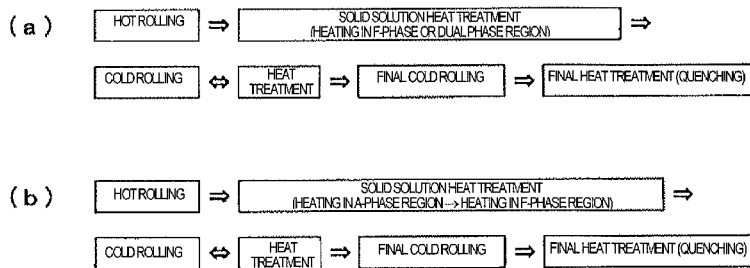 (a) HOT ROLLING ⇒ SOLID SOLUTION HEAT TREATMENT ⇒
(HEATING IN F-PHASE OR DUAL PHASE REGION)
COLD ROLLING ⇔ HEAT TREATMENT ⇒ FINAL COLD ROLLING ⇒ FINAL HEAT TREATMENT (QUENCHING)
(b) HOT ROLLING ⇒ SOLID SOLUTION HEAT TREATMENT ⇒
(HEATING IN A-PHASE REGION → HEATING IN F-PHASE REGION)
COLD ROLLING ⇔ HEAT TREATMENT ⇒ FINAL COLD ROLLING ⇒ FINAL HEAT TREATMENT (QUENCHING)